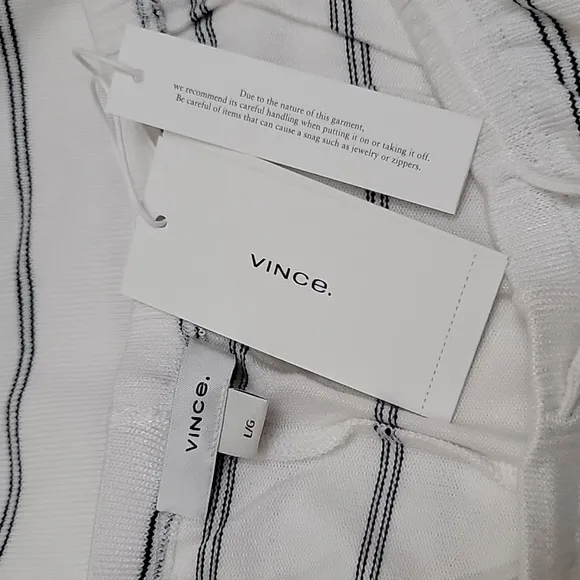 Due to the nature of this garment,
we recommend its careful handling when putting it on or taking it off.
Be careful of items that can cause a snag such as jewelry or zippers.
VINCe.
VINCe.
L/G